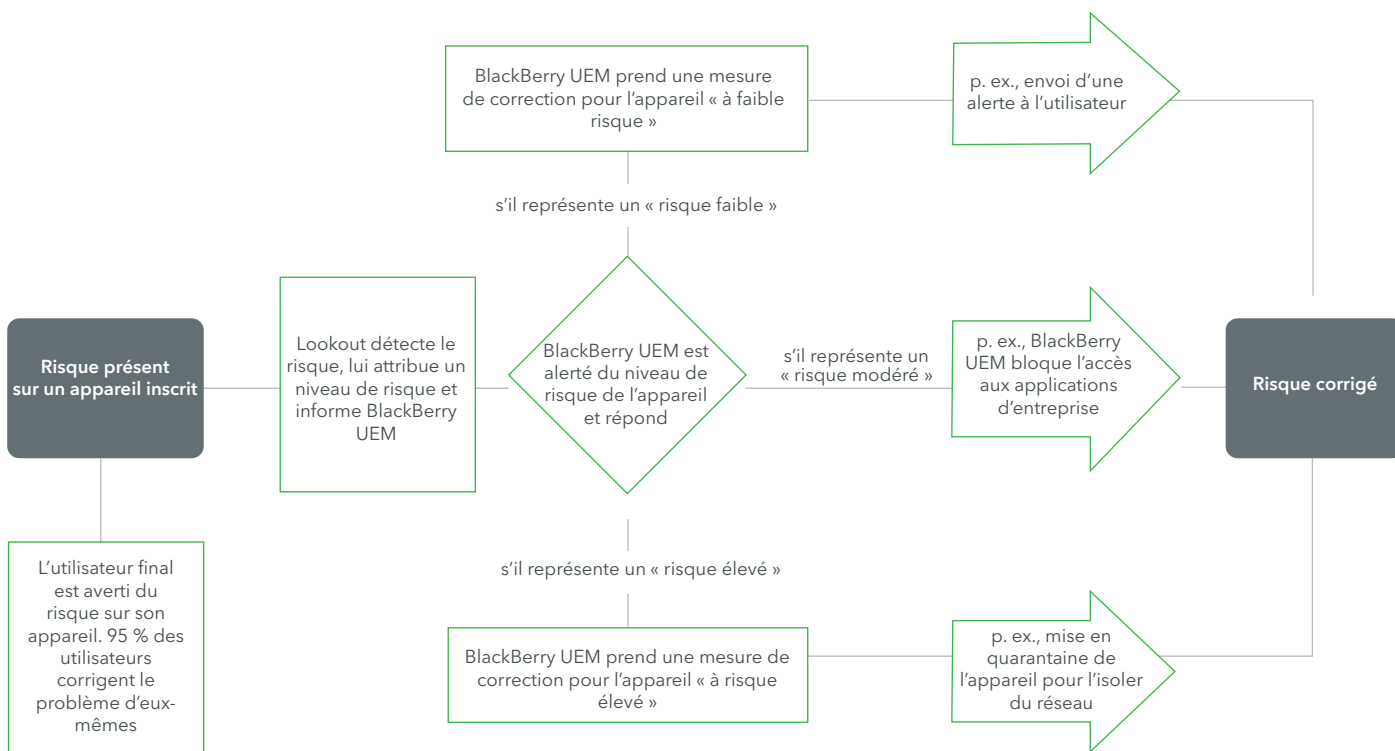 BlackBerry UEM prend une mesure
de correction pour l'appareil « à faible
risque »
p. ex., envoi d'une
alerte à l'utilisateur
s'il représente un « risque faible »
Risque présent
sur un appareil inscrit
Lookout détecte le
risque, lui attribue un
niveau de risque et
informe BlackBerry
UEM
BlackBerry UEM est
alerté du niveau de
risque de l'appareil
et répond
s'il représente un
« risque modéré »
p. ex., BlackBerry
UEM bloque l'accès
aux applications
d'entreprise
Risque corrigé
L'utilisateur final
est averti du
risque sur son
appareil. 95 % des
utilisateurs
corrigent le
problème d'eux-
mêmes
s'il représente un « risque élevé »
BlackBerry UEM prend une mesure de
correction pour l'appareil « à risque
élevé »
p. ex., mise en
quarantaine de
l'appareil pour l'isoler
du réseau